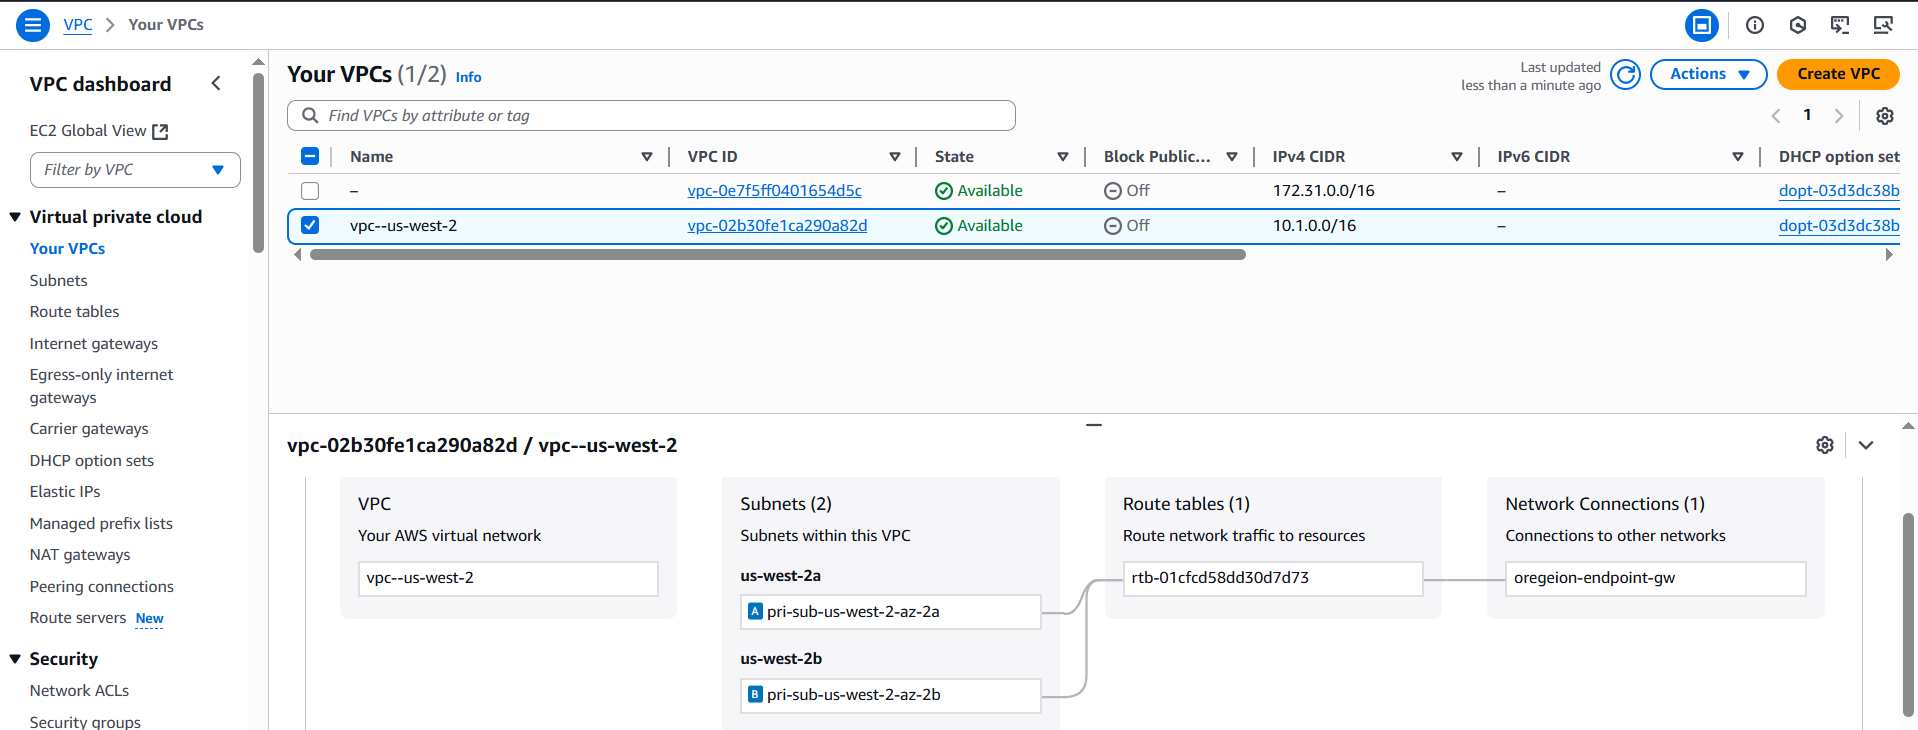 VPC > Your VPCs
VPC dashboard
EC2 Global View
Filter by VPC
Virtual private cloud
Your VPCs
Subnets
Route tables
Internet gateways
Egress-only internet
gateways
Carrier gateways
DHCP option sets
Elastic IPs
Managed prefix lists
NAT gateways
Peering connections
Route servers New
Security
Network ACLs
Security groups
Your VPCs (1/2) Info
Last updated
less than a minute ago
Actions
Create VPC
Find VPCs by attribute or tag
1
Name VPC ID State Block Public... IPv4 CIDR IPv6 CIDR DHCP option set
– vpc-0e7f5ff0401654d5c Available Off 172.31.0.0/16 – dopt-03d3dc38b
vpc--us-west-2 vpc-02b30fe1ca290a82d Available Off 10.1.0.0/16 – dopt-03d3dc38b
vpc-02b30fe1ca290a82d / vpc--us-west-2
VPC
Your AWS virtual network
vpc--us-west-2
Subnets (2)
Subnets within this VPC
us-west-2a
A pri-sub-us-west-2-az-2a
us-west-2b
B pri-sub-us-west-2-az-2b
Route tables (1)
Route network traffic to resources
rtb-01cfcd58dd30d7d73
Network Connections (1)
Connections to other networks
oregeion-endpoint-gw